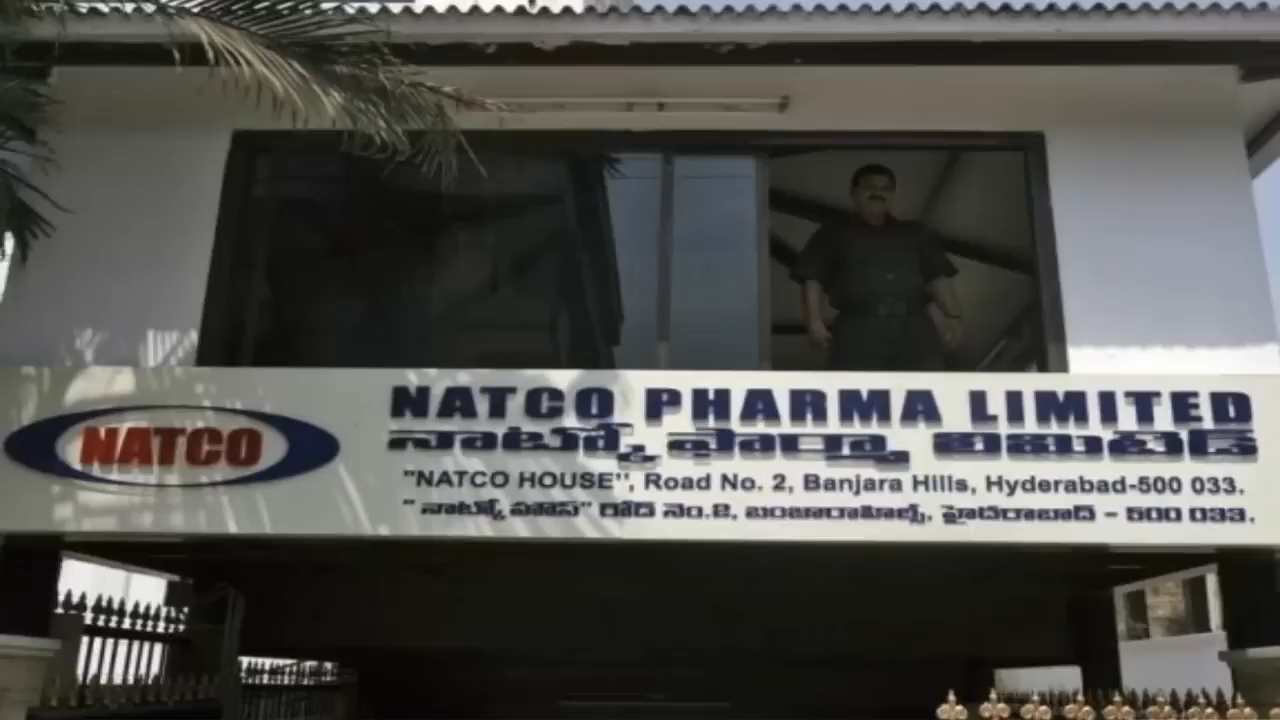 NATCO
NATCO PHARMA LIMITED
నాట్కో ఫార్మా లిమిటెడ్
"NATCO HOUSE'', Road No. 2, Banjara Hills, Hyderabad-500 033.
" నాట్కో హౌస్" రోడ్ నెం.2, బంజారాహిల్స్, హైదరాబాద్ - 500 033.